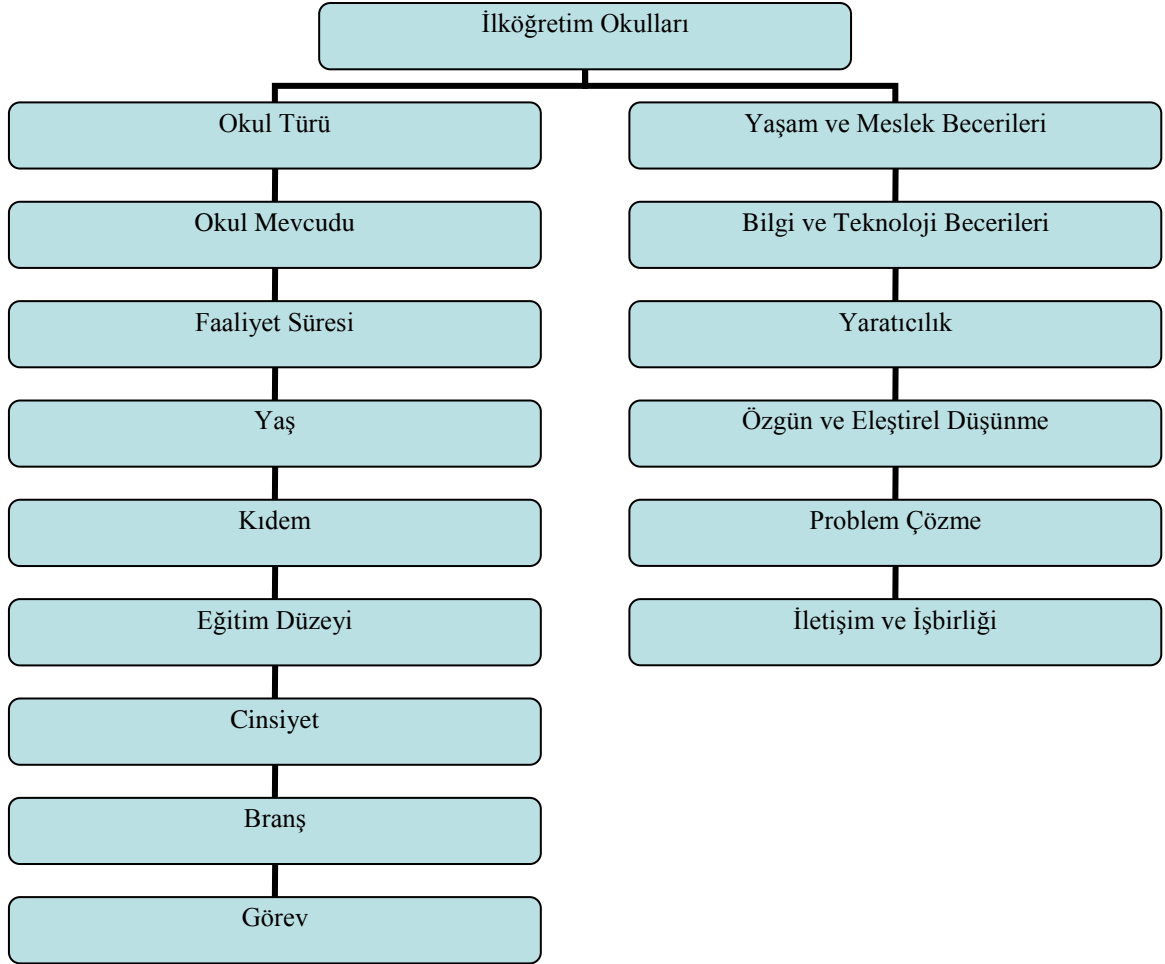 İlköğretim Okulları
Okul Türü
Okul Mevcudu
Faaliyet Süresi
Yaş
Kıdem
Eğitim Düzeyi
Cinsiyet
Branş
Görev
Yaşam ve Meslek Becerileri
Bilgi ve Teknoloji Becerileri
Yaratıcılık
Özgün ve Eleştirel Düşünme
Problem Çözme
İletişim ve İşbirliği